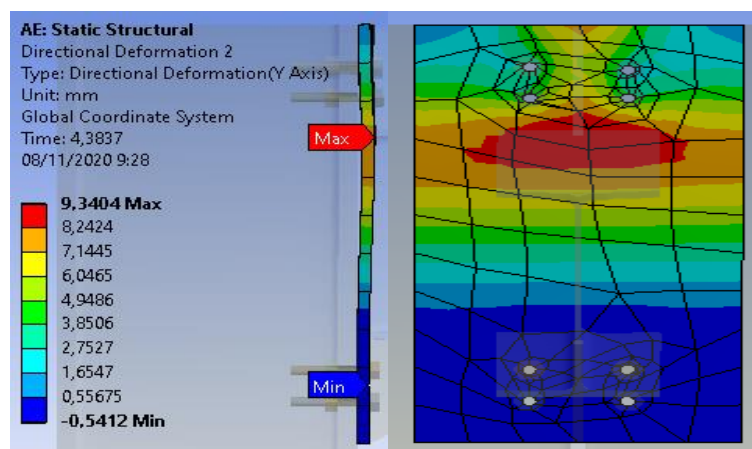 AE: Static Structural
Directional Deformation 2
Type: Directional Deformation(Y Axis)
Unit: mm
Global Coordinate System
Time: 4,3837
08/11/2020 9:28
Max
9,3404 Max
8,2424
7,1445
6,0465
4,9486
3,8506
2,7527
1,6547
0,55675
-0,5412 Min
Min